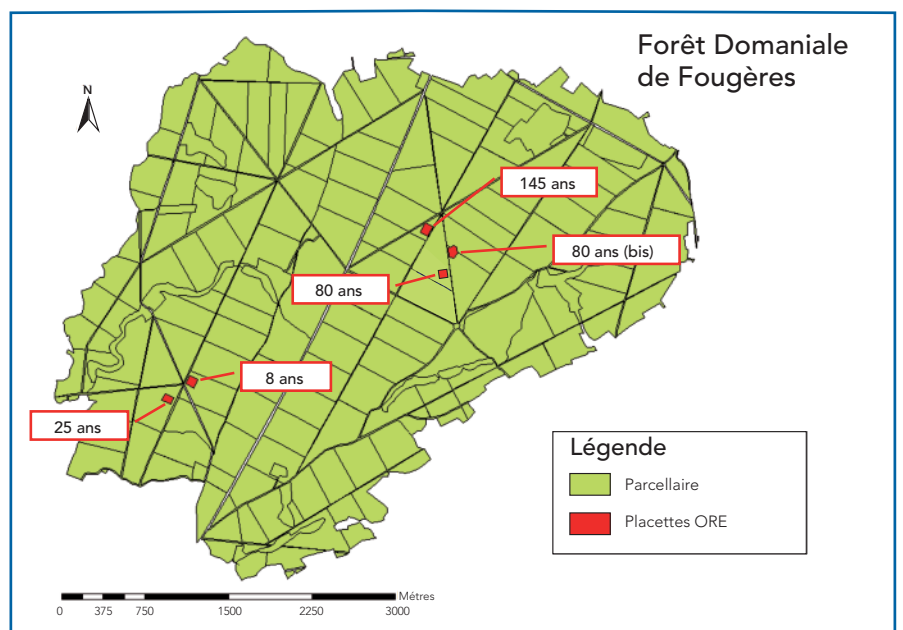 Forêt Domaniale
de Fougères
N
145 ans
80 ans (bis)
80 ans
8 ans
25 ans
Légende
Parcellaire
Placettes ORE
Métres
0 375 750 1500 2250 3000